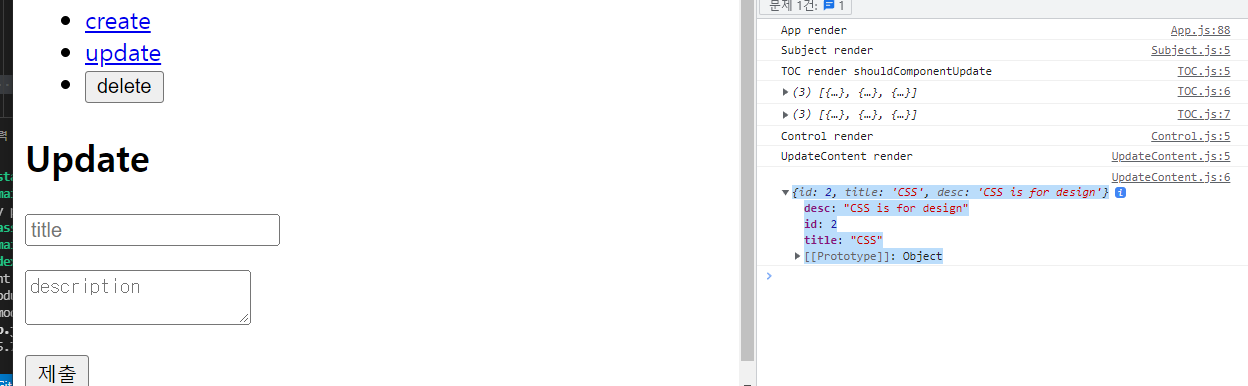 create
update
delete
Update
title
description
제출
문제 1건: 1
App render App.js:88
Subject render Subject.js:5
TOC render shouldComponentUpdate TOC.js:5
(3) [{…}, {…}, {…}] TOC.js:6
(3) [{…}, {…}, {…}] TOC.js:7
Control render Control.js:5
UpdateContent render UpdateContent.js:5
UpdateContent.js:6
{id: 2, title: 'CSS', desc: 'CSS is for design'} i
desc: "CSS is for design"
id: 2
title: "CSS"
[[Prototype]]: Object